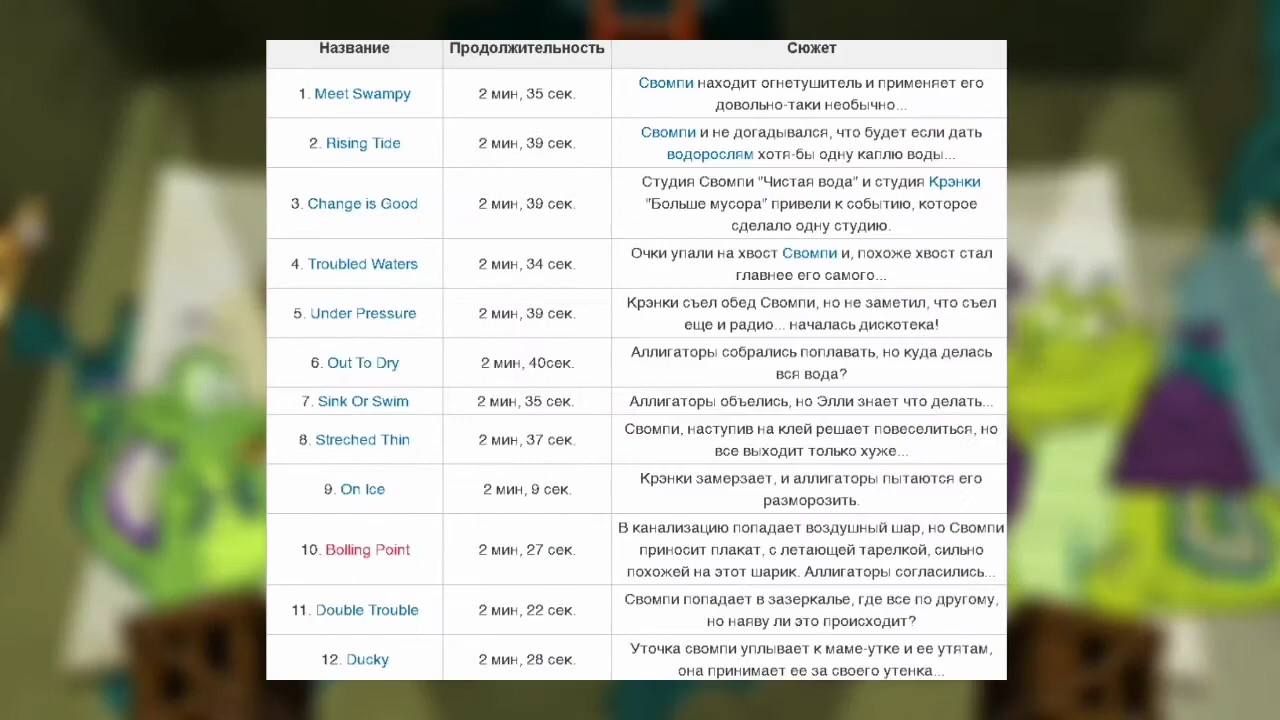 Название Продолжительность Сюжет
1. Meet Swampy 2 мин, 35 сек. Свомпи находит огнетушитель и применяет его
довольно-таки необычно...
2. Rising Tide 2 мин, 39 сек. Свомпи и не догадывался, что будет если дать
водорослям хотя-бы одну каплю воды...
3. Change is Good 2 мин, 39 сек. Студия Свомпи "Чистая вода" и студия Крэнки
"Больше мусора" привели к событию, которое
сделало одну студию.
4. Troubled Waters 2 мин, 34 сек. Очки упали на хвост Свомпи и, похоже хвост стал
главнее его самого...
5. Under Pressure 2 мин, 39 сек. Крэнки съел обед Свомпи, но не заметил, что съел
еще и радио... началась дискотека!
6. Out To Dry 2 мин, 40сек. Аллигаторы собрались поплавать, но куда делась
вся вода?
7. Sink Or Swim 2 мин, 35 сек. Аллигаторы объелись, но Элли знает что делать...
8. Streched Thin 2 мин, 37 сек. Свомпи, наступив на клей решает повеселиться, но
все выходит только хуже...
9. On Ice 2 мин, 9 сек. Крэнки замерзает, и аллигаторы пытаются его
разморозить.
10. Bolling Point 2 мин, 27 сек. В канализацию попадает воздушный шар, но Свомпи
приносит плакат, с летающей тарелкой, сильно
похожей на этот шарик. Аллигаторы согласились...
11. Double Trouble 2 мин, 22 сек. Свомпи попадает в зазеркалье, где все по другому,
но наяву ли это происходит?
12. Ducky 2 мин, 28 сек. Уточка свомпи уплывает к маме-утке и ее утятам,
она принимает ее за своего утенка...